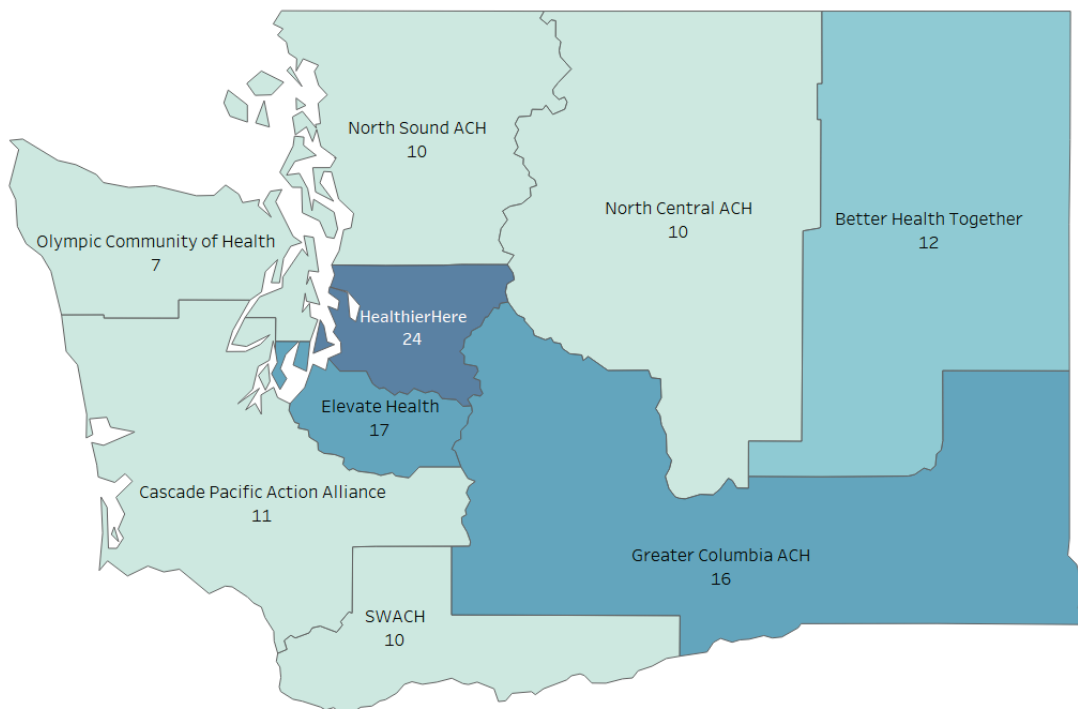 North Sound ACH
10
North Central ACH
10
Better Health Together
12
Olympic Community of Health
7
HealthierHere
24
Elevate Health
17
Cascade Pacific Action Alliance
11
Greater Columbia ACH
16
SWACH
10